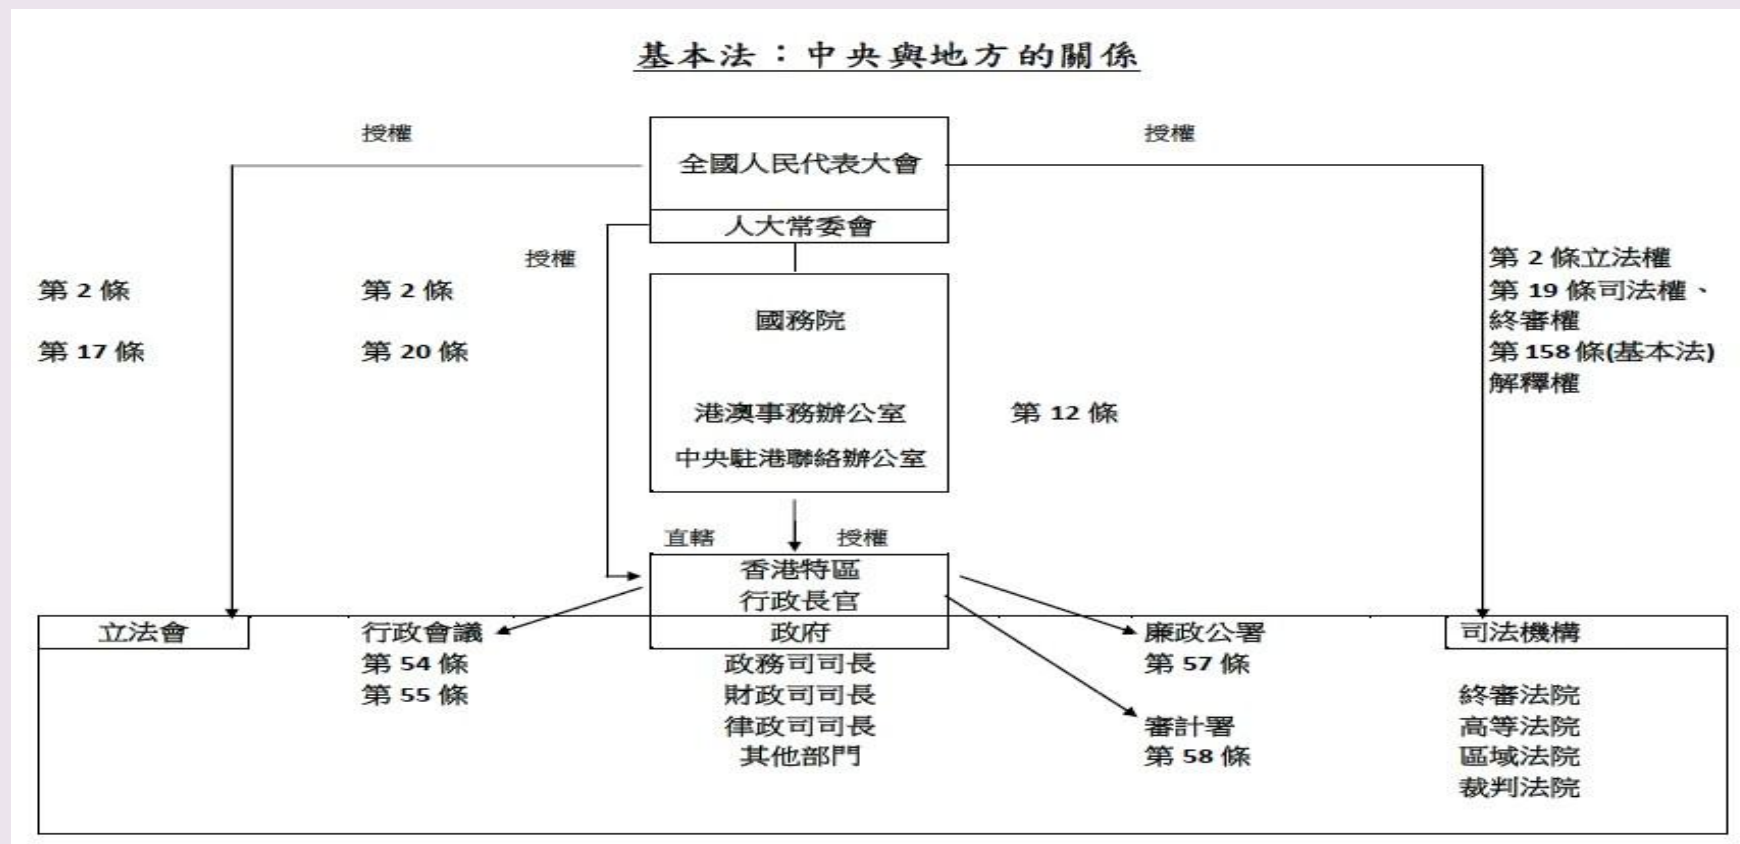 基本法：中央與地方的關係
授權
授權
全國人民代表大會
人大常委會
授權
第 2 條
第 17 條
第 2 條
第 20 條
國務院
港澳事務辦公室
中央駐港聯絡辦公室
第 12 條
第 2 條立法權
第 19 條司法權、
終審權
第 158 條(基本法)
解釋權
直轄
授權
香港特區
行政長官
政府
政務司司長
財政司司長
律政司司長
其他部門
立法會
行政會議
第 54 條
第 55 條
廉政公署
第 57 條
審計署
第 58 條
司法機構
終審法院
高等法院
區域法院
裁判法院